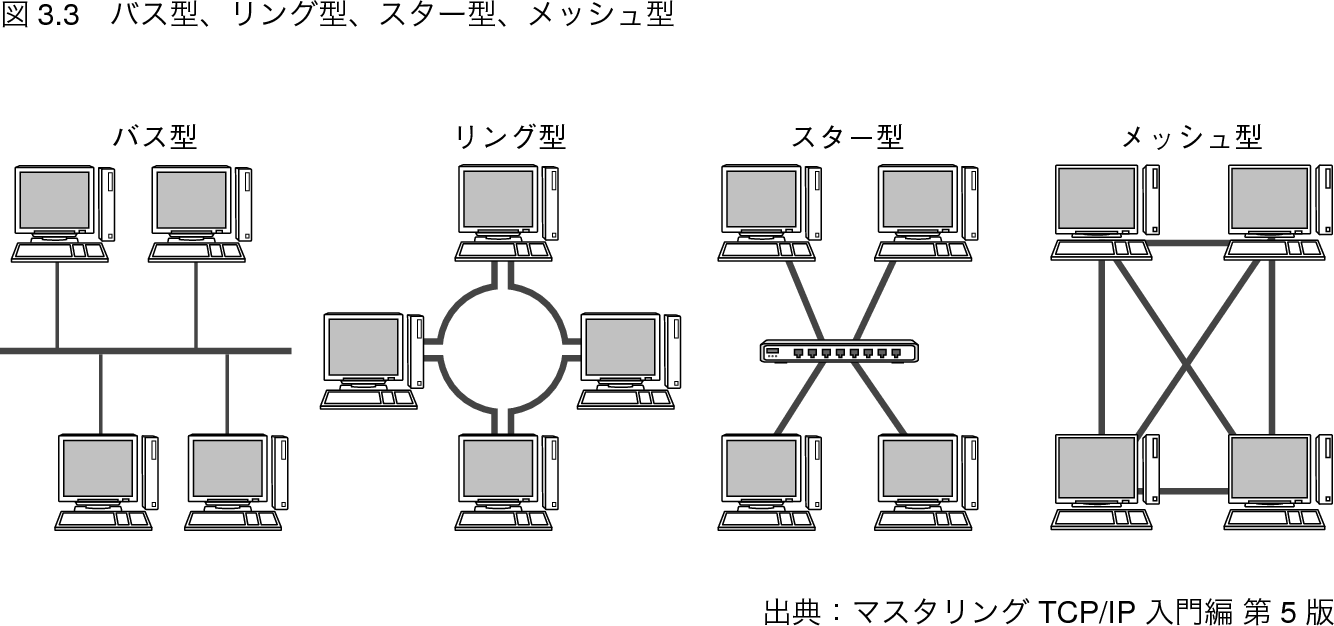 図 3.3　バス型、リング型、スター型、メッシュ型
バス型
リング型
スター型
メッシュ型
出典：マスタリング TCP/IP 入門編 第 5 版